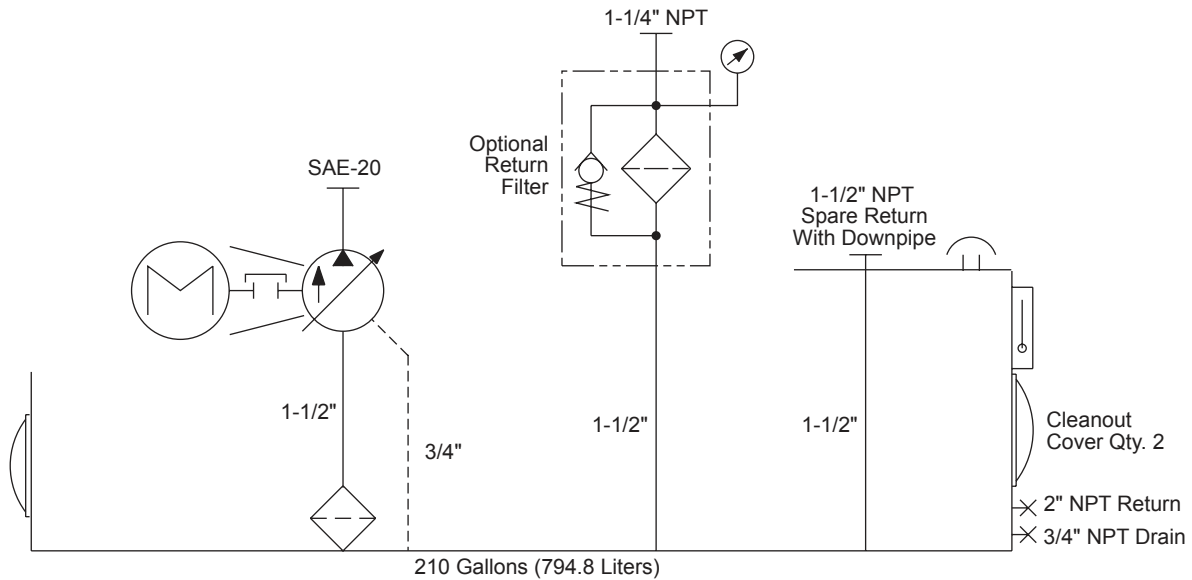 1-1/4" NPT
Optional
Return
Filter
SAE-20
1-1/2" NPT
Spare Return
With Downpipe
M
1-1/2"
3/4"
1-1/2"
1-1/2"
Cleanout
Cover Qty. 2
2" NPT Return
3/4" NPT Drain
210 Gallons (794.8 Liters)